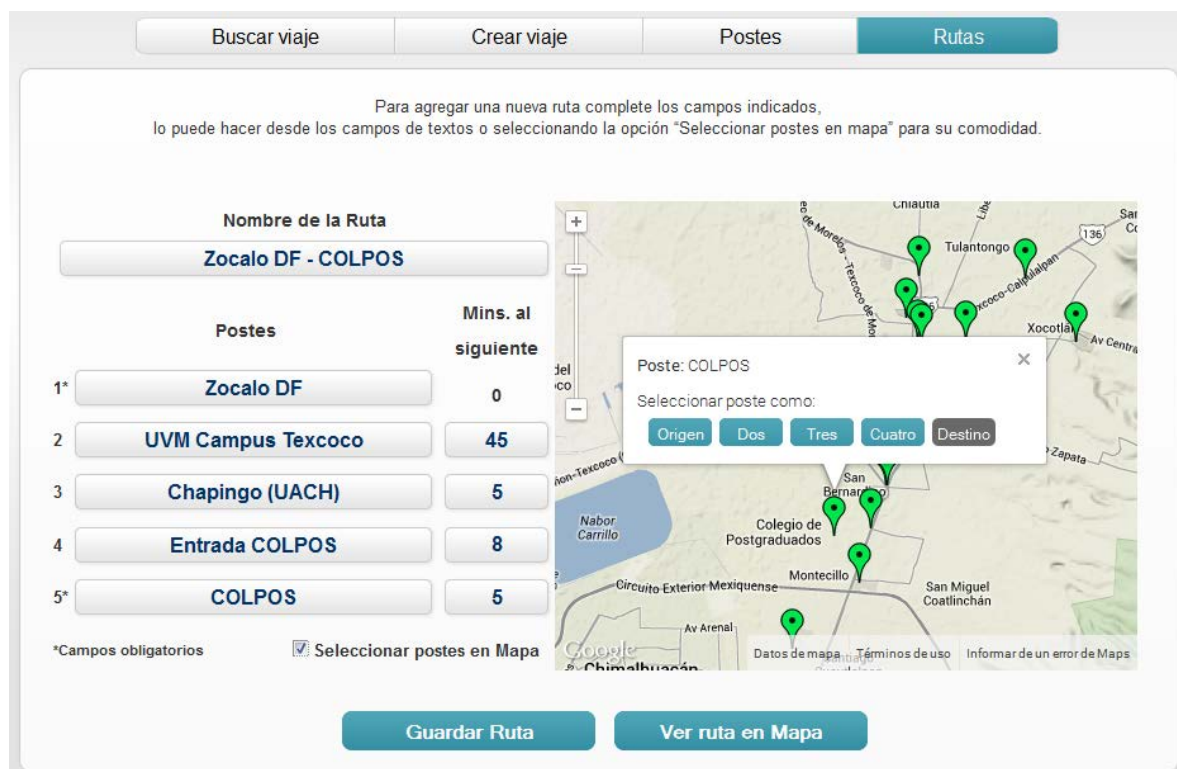 Buscar viaje
Crear viaje
Postes
Rutas
Para agregar una nueva ruta complete los campos indicados,
lo puede hacer desde los campos de textos o seleccionando la opción "Seleccionar postes en mapa" para su comodidad.
Nombre de la Ruta
Zocalo DF - COLPOS
Postes
Mins. al
siguiente
1* Zocalo DF 0
2 UVM Campus Texcoco 45
3 Chapingo (UACH) 5
4 Entrada COLPOS 8
5* COLPOS 5
*Campos obligatorios
Seleccionar postes en Mapa
Chiautla
136
Tulantongo
Xocotla
Av Centra
Poste: COLPOS
×
Seleccionar poste como:
Origen
Dos
Tres
Cuatro
Destino
Zapata
San
Nabor
Carrillo
Colegio de
Postgraduados
Montecillo
Circuito Exterior Mexiquense
San Miguel
Coatlinchán
Av Arenal
Google
Chimalhuacán
Datos de mapa
Términos de uso
Informar de un error de Maps
Guardar Ruta
Ver ruta en Mapa